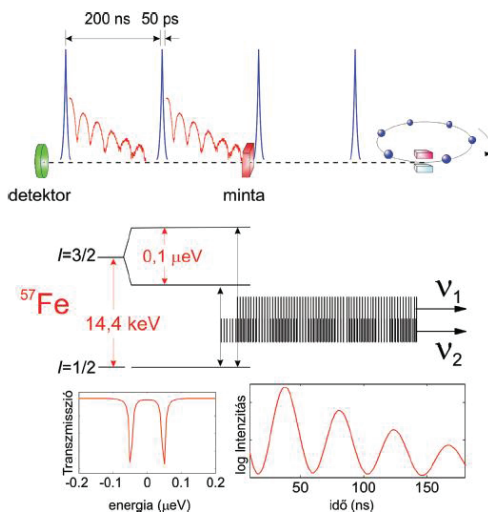 200 ns
50 ps
detektor
minta
I=3/2
0,1 µeV
57Fe
14,4 keV
ν1
ν2
I=1/2
Transzmisszió
-0.2 -0.1 0 0.1 0.2
energia (µeV)
log Intenzitás
50 100 150
idő (ns)